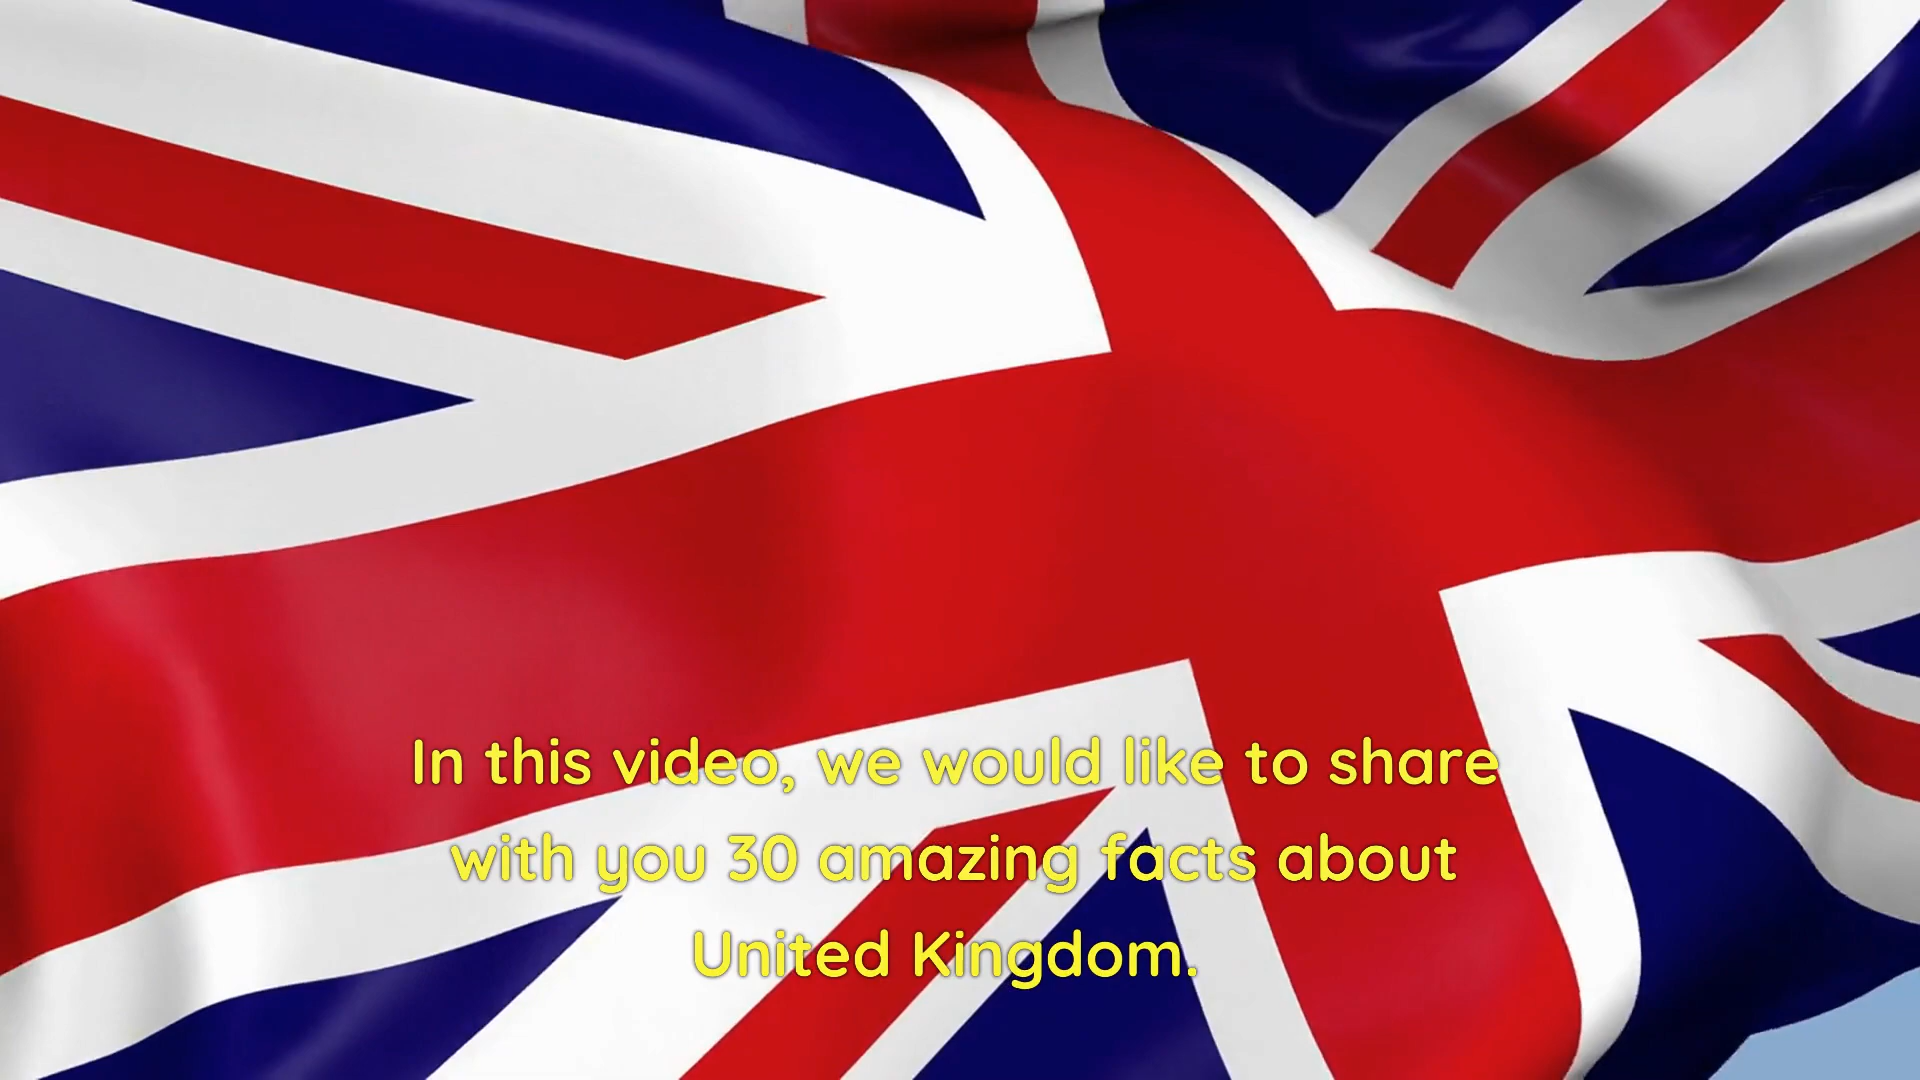 In this video, we would like to share
with you 30 amazing facts about
United Kingdom.